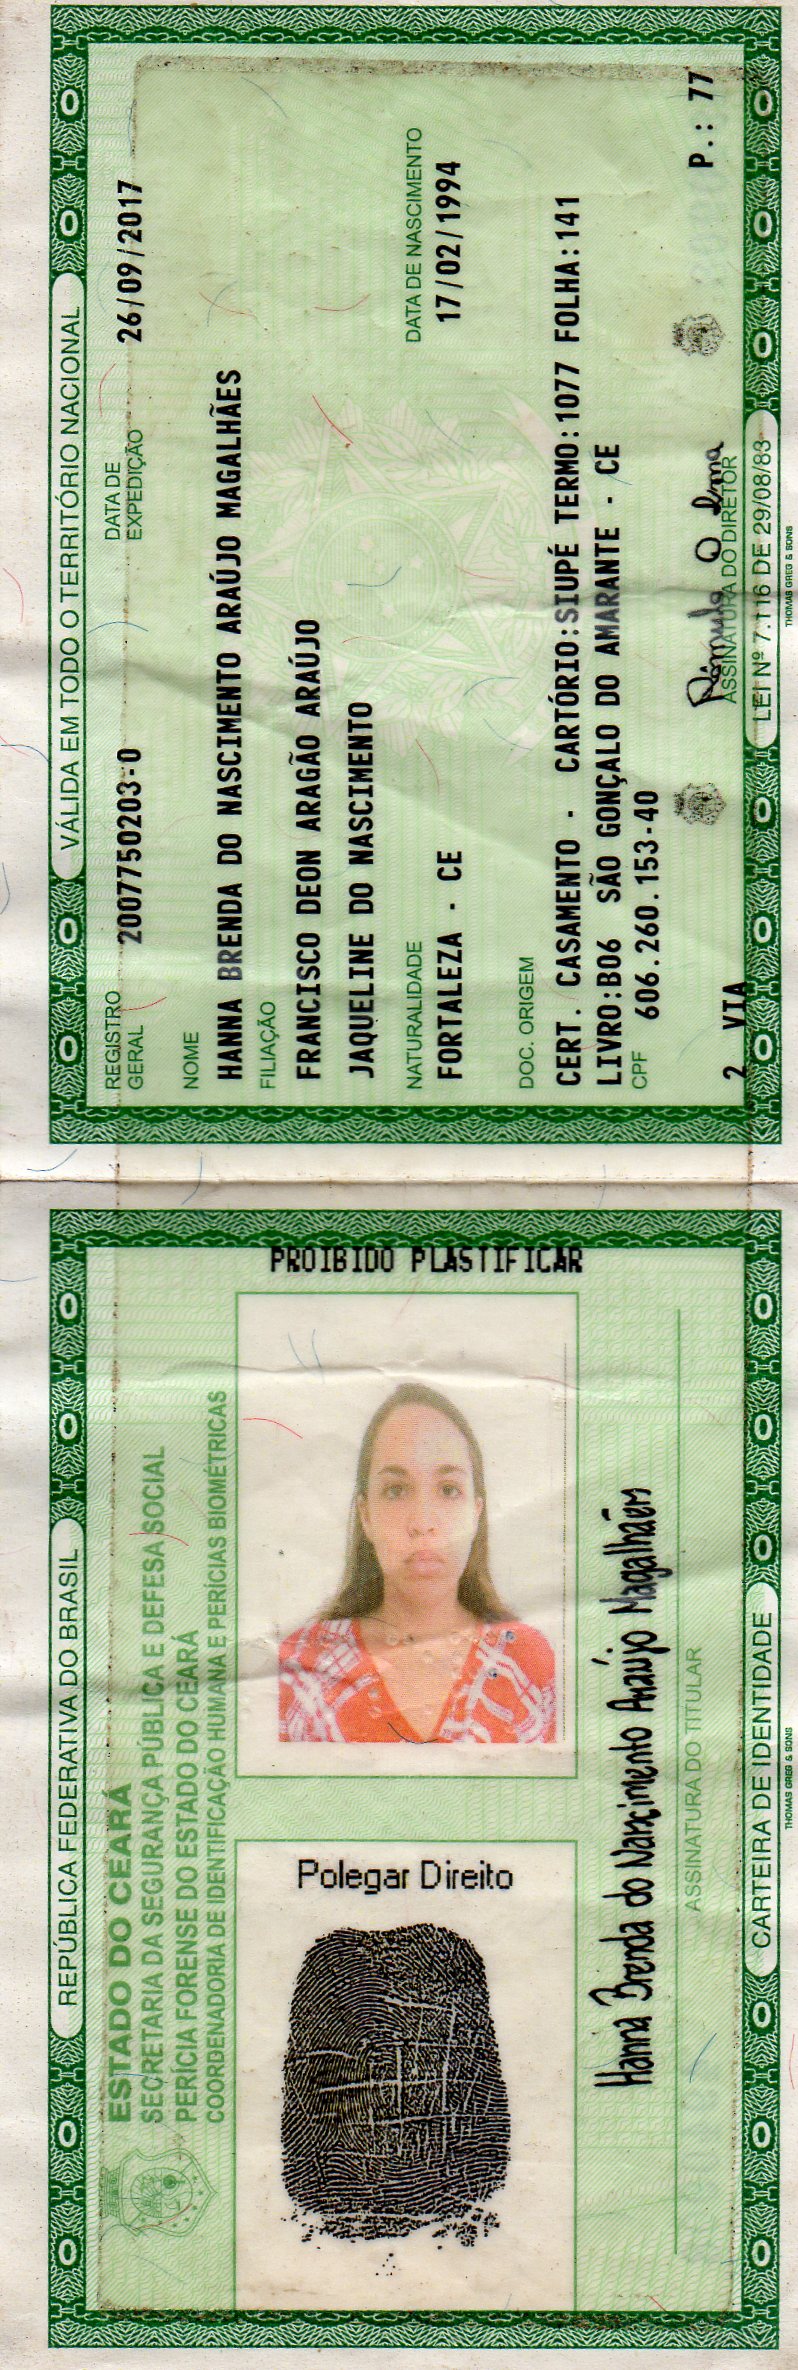 VÁLIDA EM TODO O TERRITÓRIO NACIONAL
REGISTRO GERAL 2007750203-0 DATA DE EXPEDIÇÃO 26/09/2017
NOME
HANNA BRENDA DO NASCIMENTO ARAÚJO MAGALHÃES
FILIAÇÃO
FRANCISCO DEON ARAGÃO ARAÚJO
JAQUELINE DO NASCIMENTO
NATURALIDADE DATA DE NASCIMENTO
FORTALEZA - CE 17/02/1994
DOC. ORIGEM
CERT. CASAMENTO - CARTÓRIO:SIUPÉ TERMO:1077 FOLHA:141
LIVRO:B06 SÃO GONÇALO DO AMARANTE - CE
CPF 606.260.153-40
2 VIA P.: 77
ASSINATURA DO DIRETOR
LEI Nº 7.116 DE 29/08/83
THOMAS GREG & SONS
REPÚBLICA FEDERATIVA DO BRASIL
ESTADO DO CEARÁ
SECRETARIA DA SEGURANÇA PÚBLICA E DEFESA SOCIAL
PERÍCIA FORENSE DO ESTADO DO CEARÁ
COORDENADORIA DE IDENTIFICAÇÃO HUMANA E PERÍCIAS BIOMÉTRICAS
Polegar Direito
PROIBIDO PLASTIFICAR
Hanna Brenda do Nascimento Araújo Magalhães
ASSINATURA DO TITULAR
CARTEIRA DE IDENTIDADE
THOMAS GREG & SONS